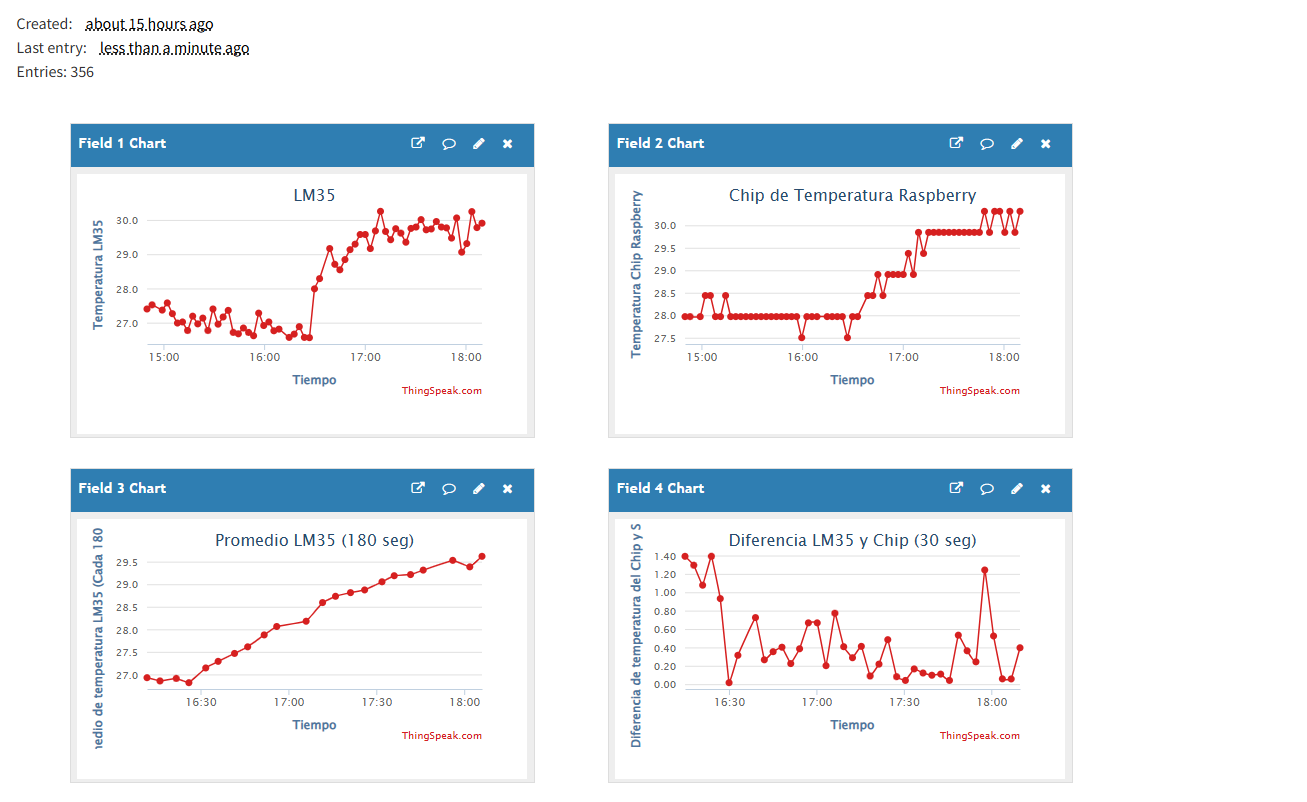 Created: about 15 hours ago
Last entry: less than a minute ago
Entries: 356
Field 1 Chart
LM35
Temperatura LM35
30.0
29.0
28.0
27.0
15:00 16:00 17:00 18:00
Tiempo
ThingSpeak.com
Field 2 Chart
Chip de Temperatura Raspberry
Temperatura Chip Raspberry
30.0
29.5
29.0
28.5
28.0
27.5
15:00 16:00 17:00 18:00
Tiempo
ThingSpeak.com
Field 3 Chart
Promedio LM35 (180 seg)
edio de temperatura LM35 (Cada 180
29.5
29.0
28.5
28.0
27.5
27.0
16:30 17:00 17:30 18:00
Tiempo
ThingSpeak.com
Field 4 Chart
Diferencia LM35 y Chip (30 seg)
Diferencia de temperatura del Chip y S
1.40
1.20
1.00
0.80
0.60
0.40
0.20
0.00
16:30 17:00 17:30 18:00
Tiempo
ThingSpeak.com